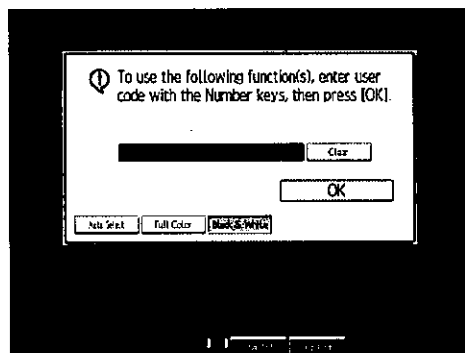 To use the following function(s), enter user
code with the Number keys, then press [OK].
Clear
OK
Auto Select
Full Color
Black & White